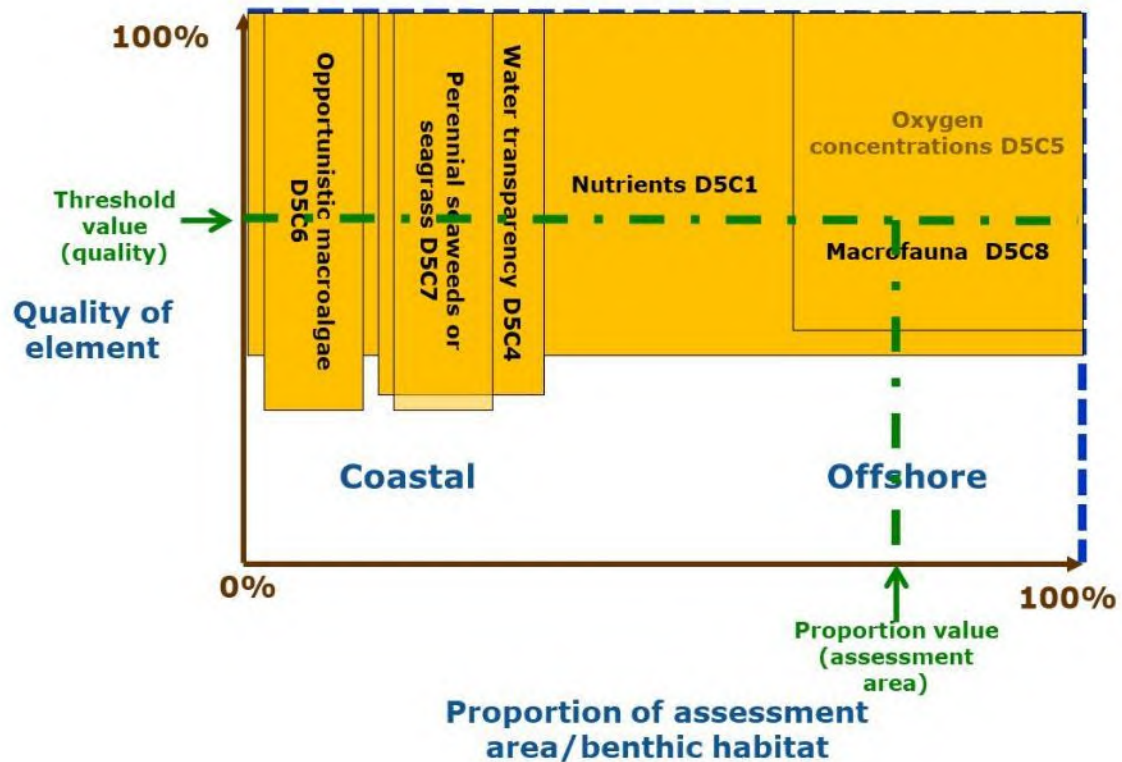 100%
Opportunistic macroalgae
D5C6
Perennial seaweeds or
seagrass D5C7
Water transparency D5C4
Oxygen
concentrations D5C5
Nutrients D5C1
Threshold
value
(quality)
Macrofauna D5C8
Quality of
element
Coastal
Offshore
0%
100%
Proportion value
(assessment
area)
Proportion of assessment
area/benthic habitat